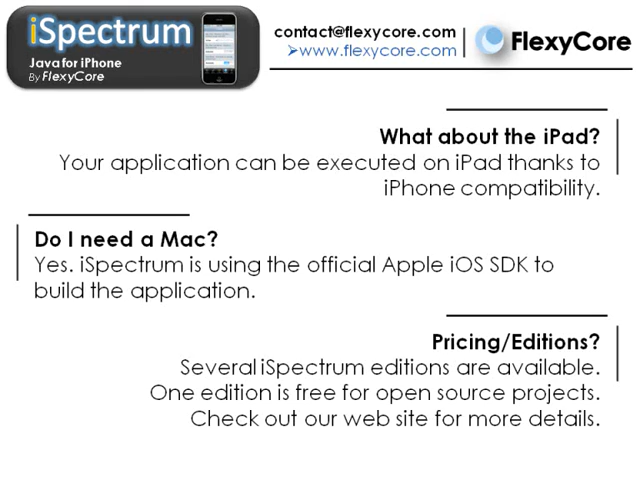 iSpectrum
Java for iPhone
By FlexyCore
contact@flexycore.com
➢www.flexycore.com
FlexyCore
What about the iPad?
Your application can be executed on iPad thanks to
iPhone compatibility.
Do I need a Mac?
Yes. iSpectrum is using the official Apple iOS SDK to
build the application.
Pricing/Editions?
Several iSpectrum editions are available.
One edition is free for open source projects.
Check out our web site for more details.